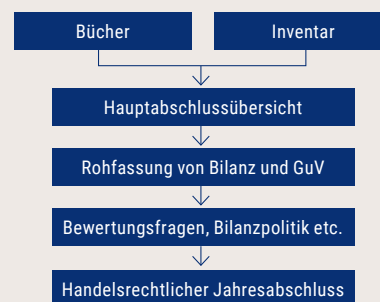 Bücher
Inventar
Hauptabschlussübersicht
Rohfassung von Bilanz und GuV
Bewertungsfragen, Bilanzpolitik etc.
Handelsrechtlicher Jahresabschluss